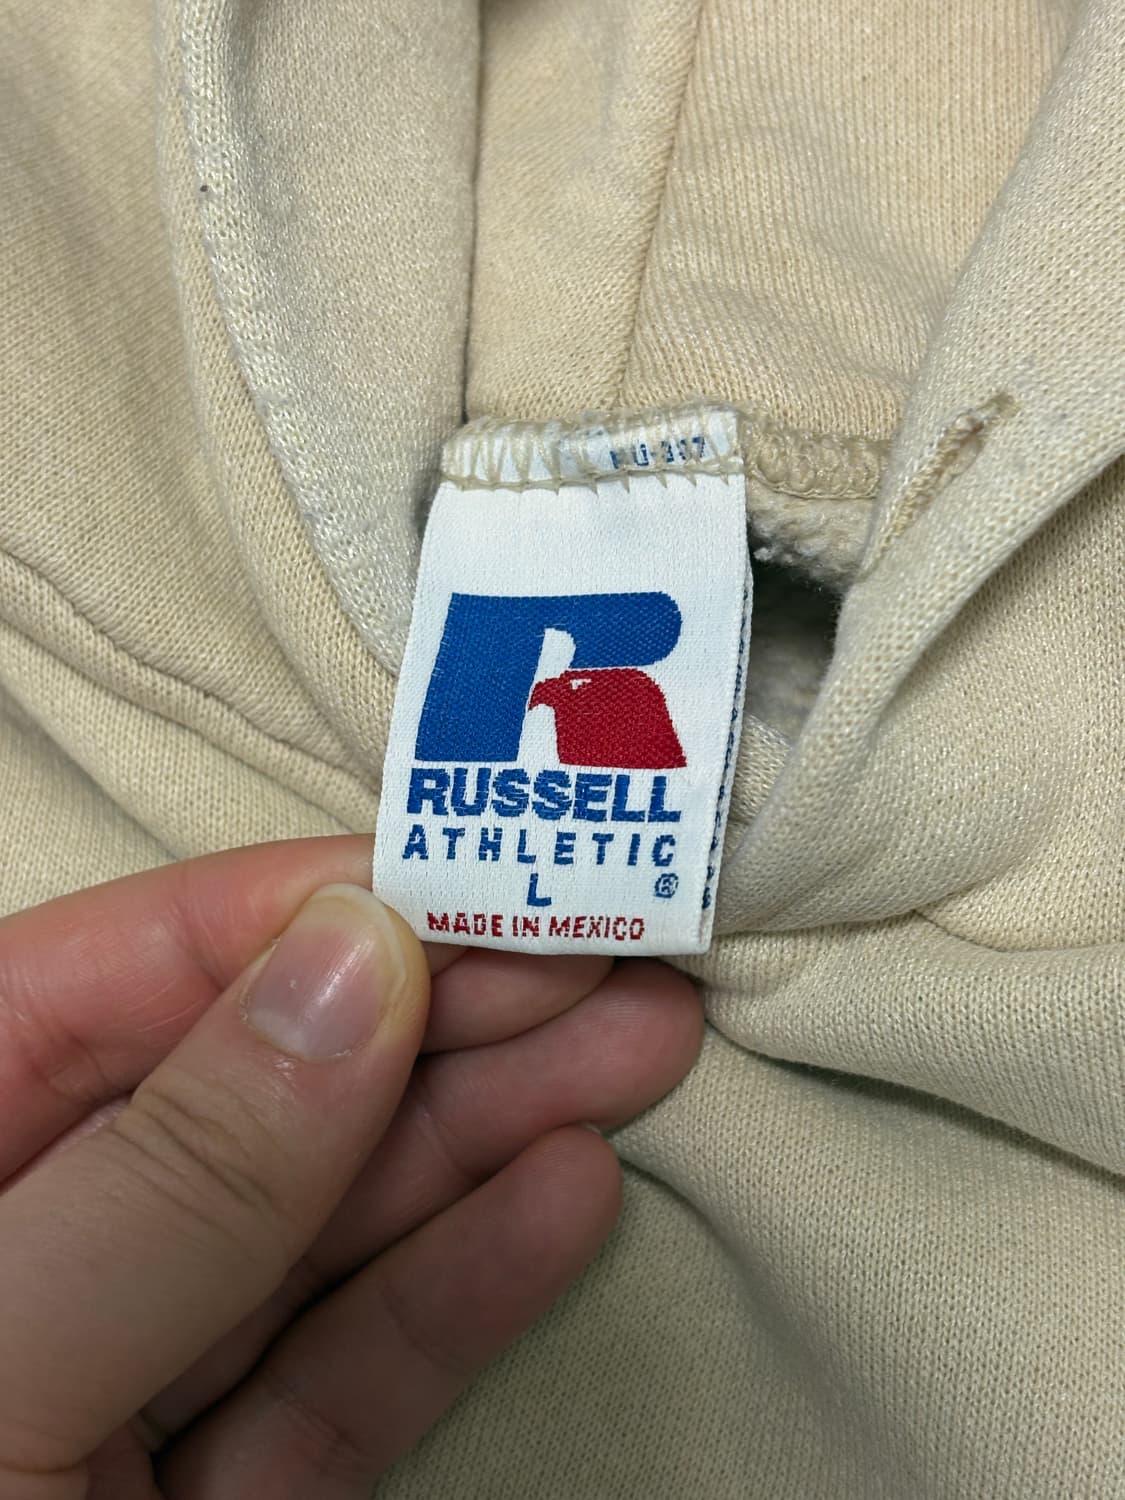 RUSSELL
ATHLETIC
L ®
MADE IN MEXICO